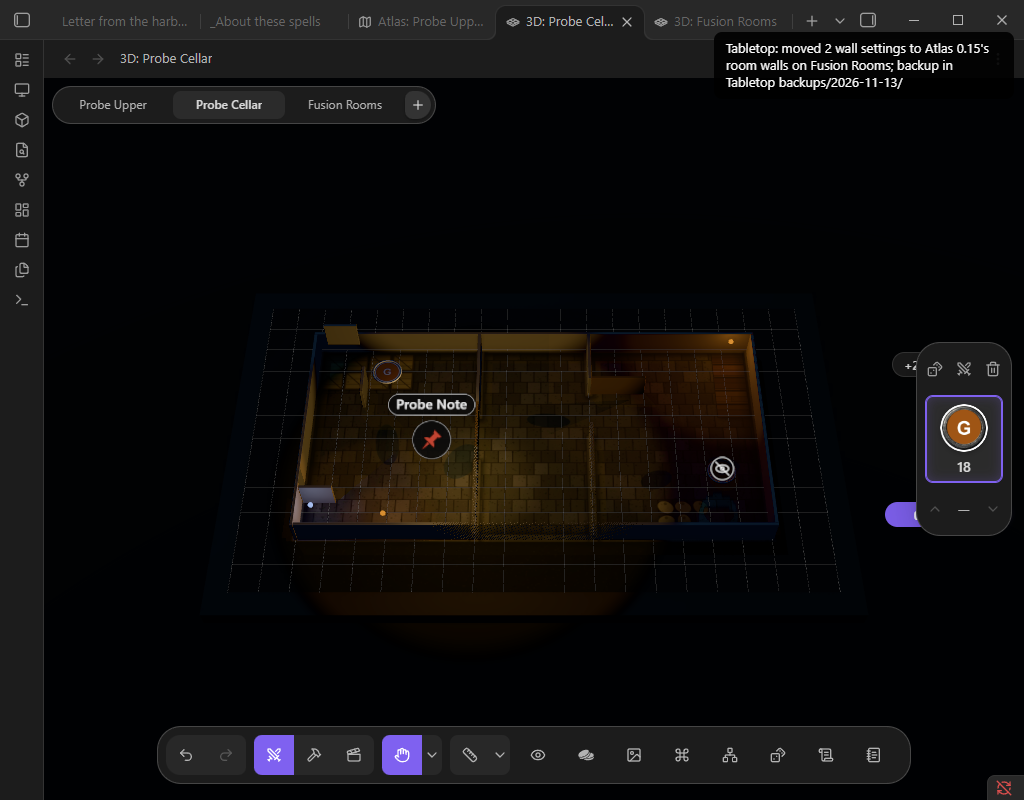 Letter from the harb...
_About these spells
Atlas: Probe Upp...
3D: Probe Cel...
3D: Fusion Rooms
3D: Probe Cellar
Tabletop: moved 2 wall settings to Atlas 0.15's
room walls on Fusion Rooms; backup in
Tabletop backups/2026-11-13/
Probe Upper
Probe Cellar
Fusion Rooms
G
Probe Note
+2
G
18